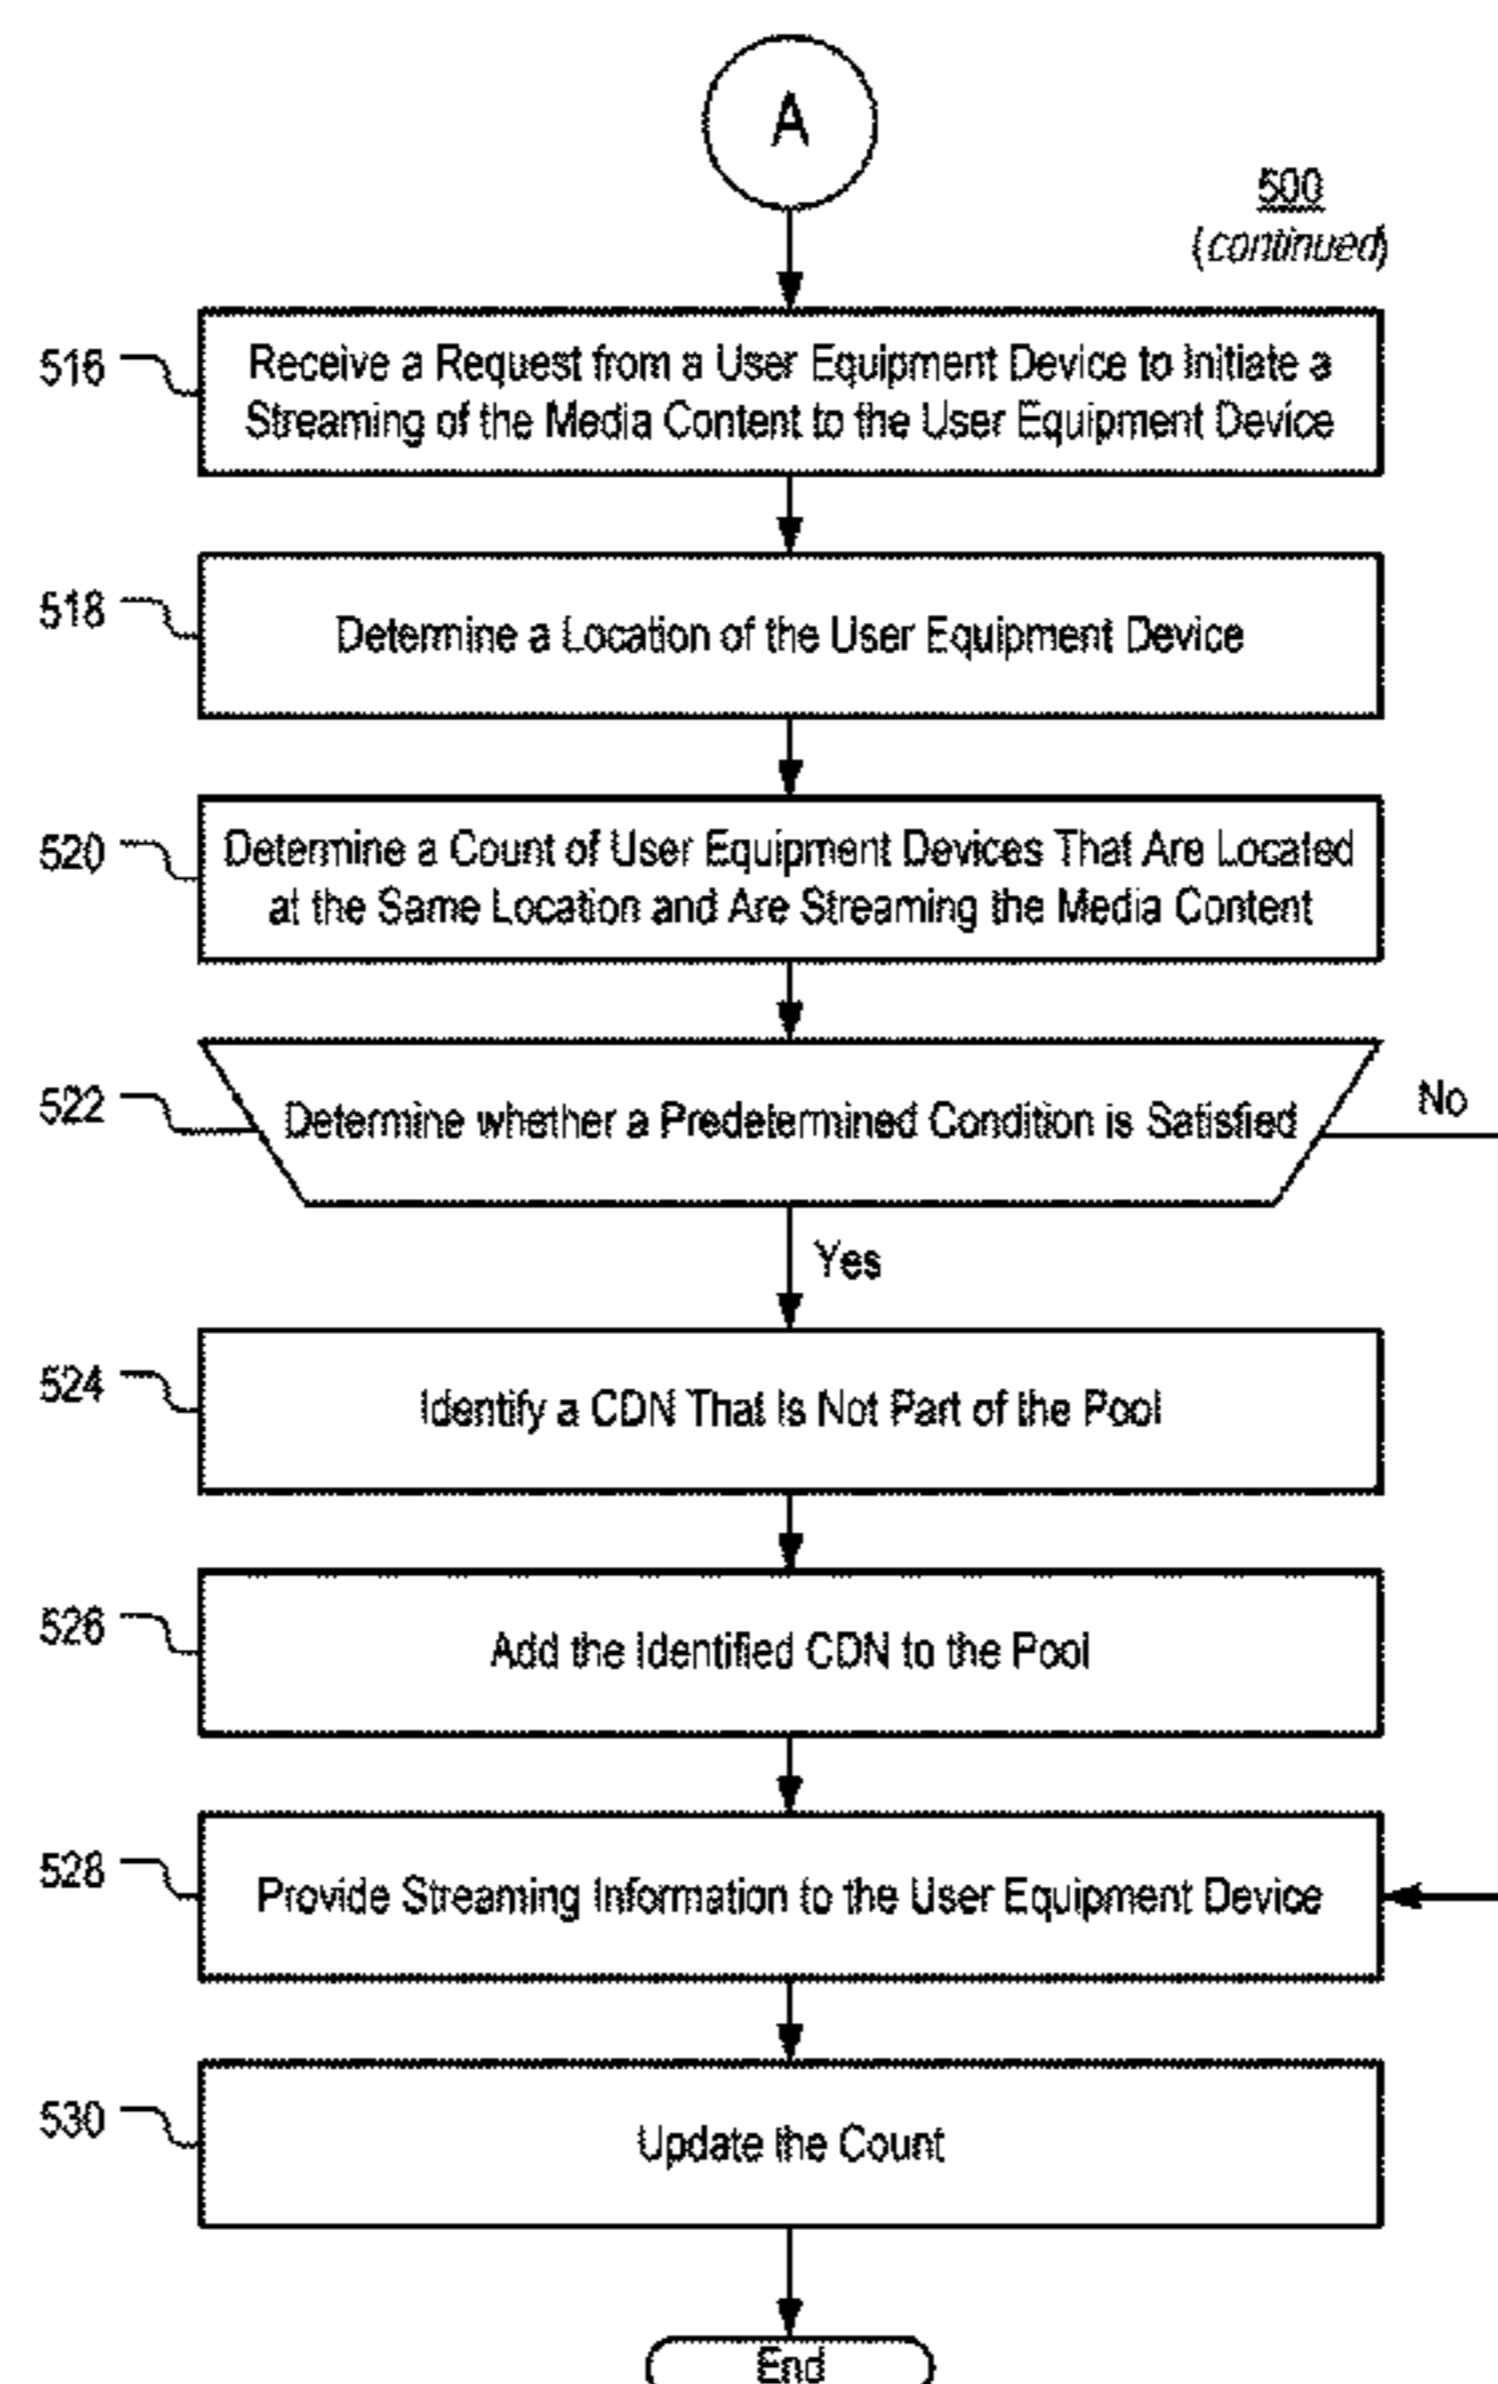 A
500
(continued)
516
Receive a Request from a User Equipment Device to Initiate a
Streaming of the Media Content to the User Equipment Device
518
Determine a Location of the User Equipment Device
520
Determine a Count of User Equipment Devices That Are Located
at the Same Location and Are Streaming the Media Content
522
Determine whether a Predetermined Condition is Satisfied
No
Yes
524
Identify a CDN That Is Not Part of the Pool
526
Add the Identified CDN to the Pool
528
Provide Streaming Information to the User Equipment Device
530
Update the Count
End